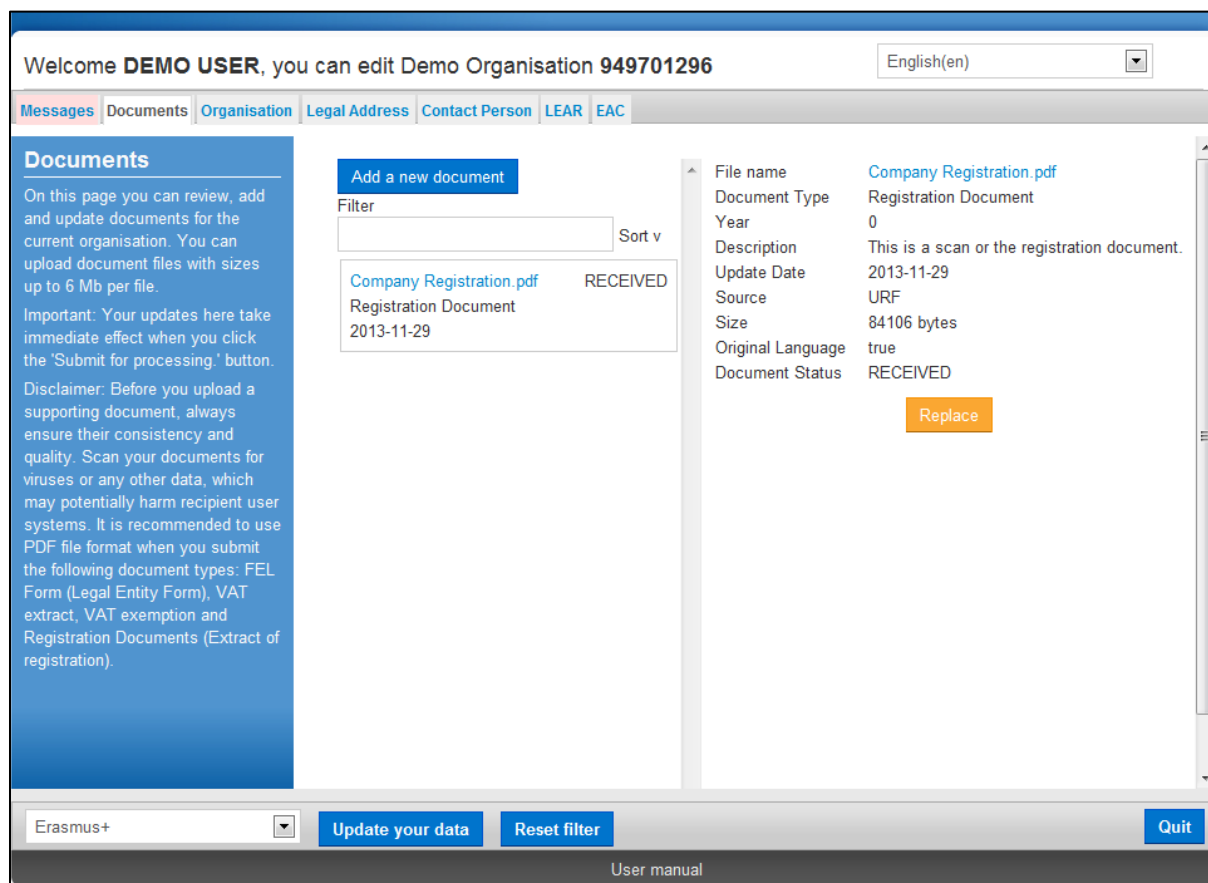 Welcome DEMO USER, you can edit Demo Organisation 949701296
English(en)
Messages Documents Organisation Legal Address Contact Person LEAR EAC
Documents
On this page you can review, add
and update documents for the
current organisation. You can
upload document files with sizes
up to 6 Mb per file.
Important: Your updates here take
immediate effect when you click
the 'Submit for processing.' button.
Disclaimer: Before you upload a
supporting document, always
ensure their consistency and
quality. Scan your documents for
viruses or any other data, which
may potentially harm recipient user
systems. It is recommended to use
PDF file format when you submit
the following document types: FEL
Form (Legal Entity Form), VAT
extract, VAT exemption and
Registration Documents (Extract of
registration).
Add a new document
Filter
Sort v
Company Registration.pdf RECEIVED
Registration Document
2013-11-29
File name Company Registration.pdf
Document Type Registration Document
Year 0
Description This is a scan or the registration document.
Update Date 2013-11-29
Source URF
Size 84106 bytes
Original Language true
Document Status RECEIVED
Replace
Erasmus+
Update your data
Reset filter
Quit
User manual